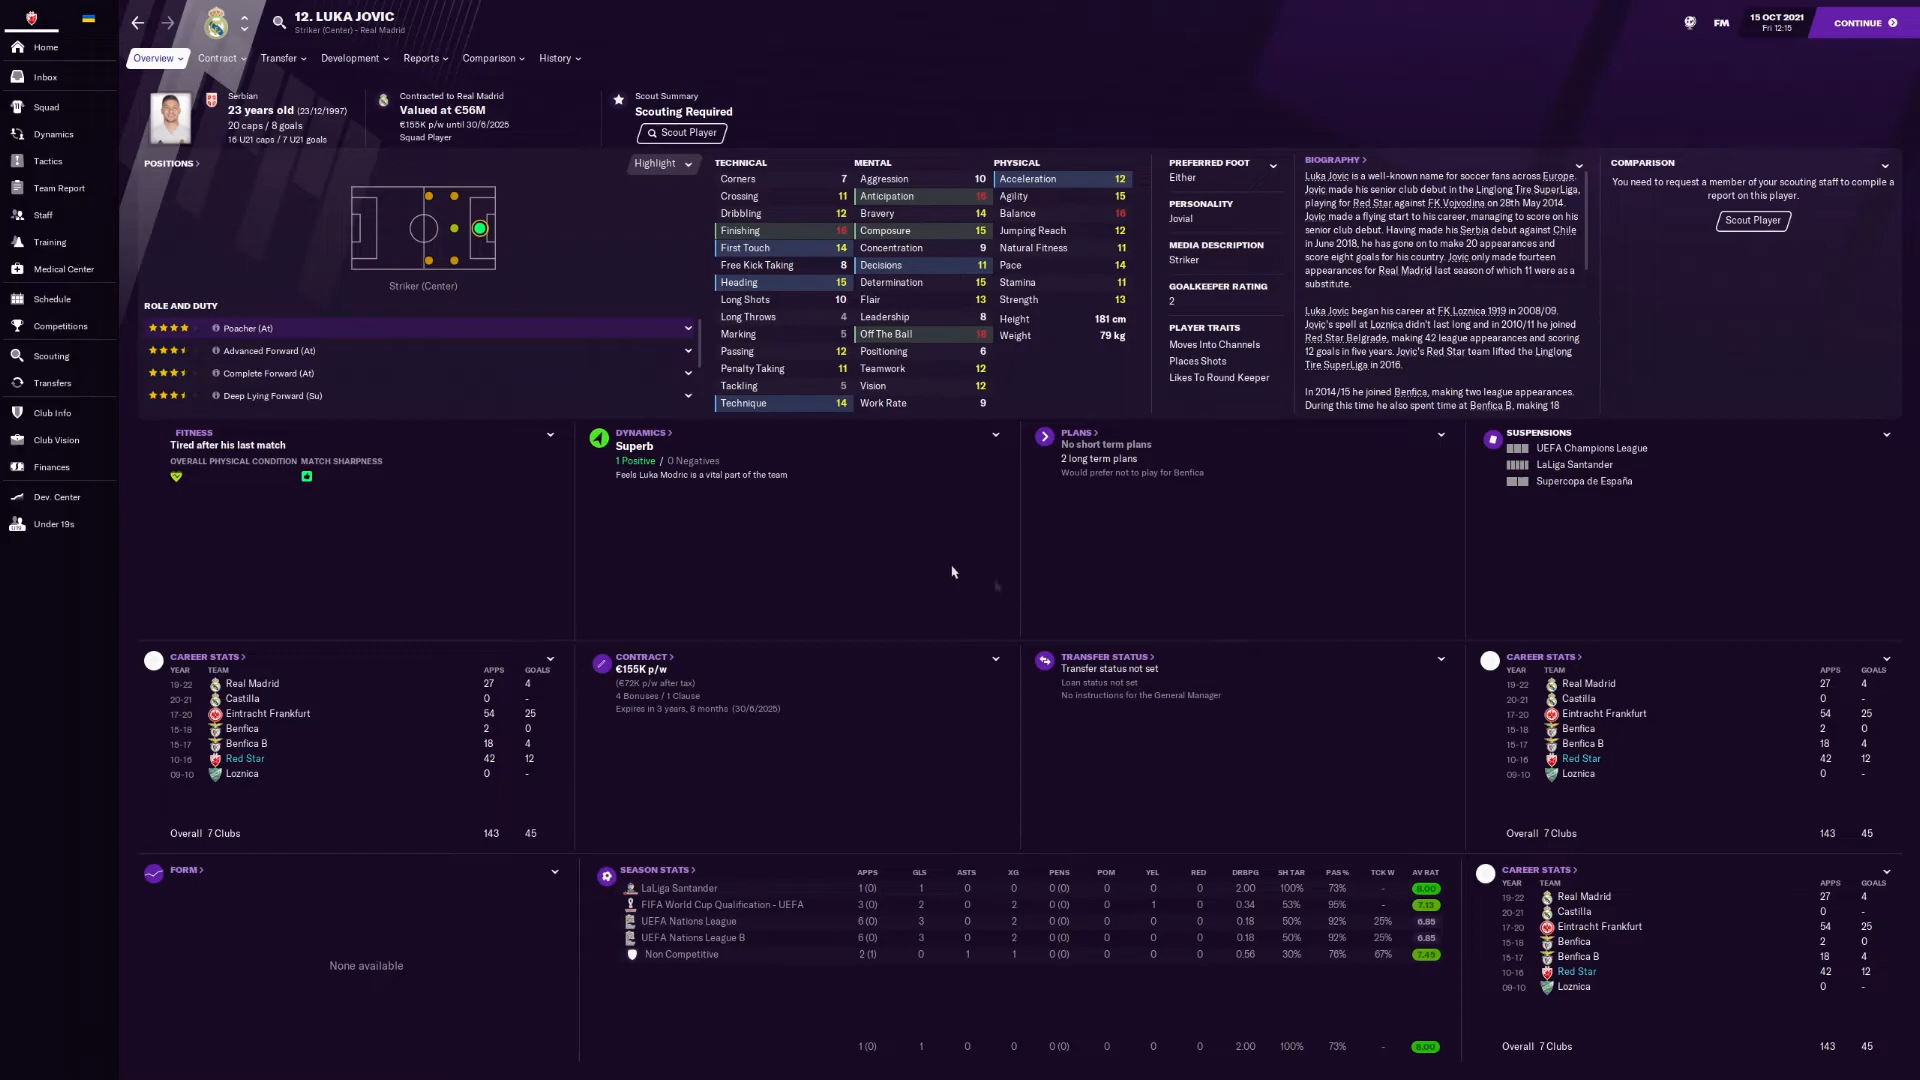 12. LUKA JOVIC
Striker (Center) - Real Madrid
FM
15 OCT 2021
Fri 12:15
CONTINUE
Home
Inbox
Squad
Dynamics
Tactics
Team Report
Staff
Training
Medical Center
Schedule
Competitions
Scouting
Transfers
Club Info
Club Vision
Finances
Dev. Center
Under 19s
Overview
Contract
Transfer
Development
Reports
Comparison
History
Serbian
23 years old (23/12/1997)
20 caps / 8 goals
16 U21 caps / 7 U21 goals
Contracted to Real Madrid
Valued at €56M
€155K p/w until 30/6/2025
Squad Player
Scout Summary
Scouting Required
Scout Player
POSITIONS >
Highlight
Striker (Center)
ROLE AND DUTY
Poacher (At)
Advanced Forward (At)
Complete Forward (At)
Deep Lying Forward (Su)
TECHNICAL
Corners 7
Crossing 11
Dribbling 12
Finishing 16
First Touch 14
Free Kick Taking 8
Heading 15
Long Shots 10
Long Throws 4
Marking 5
Passing 12
Penalty Taking 11
Tackling 5
Technique 14
MENTAL
Aggression 10
Anticipation 16
Bravery 14
Composure 15
Concentration 9
Decisions 11
Determination 15
Flair 13
Leadership 8
Off The Ball 18
Positioning 6
Teamwork 12
Vision 12
Work Rate 9
PHYSICAL
Acceleration 12
Agility 15
Balance 16
Jumping Reach 12
Natural Fitness 11
Pace 14
Stamina 11
Strength 13
Height 181 cm
Weight 79 kg
PREFERRED FOOT
Either
PERSONALITY
Jovial
MEDIA DESCRIPTION
Striker
GOALKEEPER RATING
2
PLAYER TRAITS
Moves Into Channels
Places Shots
Likes To Round Keeper
BIOGRAPHY >
Luka Jovic is a well-known name for soccer fans across Europe.
Jovic made his senior club debut in the Linglong Tire SuperLiga,
playing for Red Star against FK Vojvodina on 28th May 2014.
Jovic made a flying start to his career, managing to score on his
senior club debut. Having made his Serbia debut against Chile
in June 2018, he has gone on to make 20 appearances and
score eight goals for his country. Jovic only made fourteen
appearances for Real Madrid last season of which 11 were as a
substitute.
Luka Jovic began his career at FK Loznica 1919 in 2008/09.
Jovic's spell at Loznica didn't last long and in 2010/11 he joined
Red Star Belgrade, making 42 league appearances and scoring
12 goals in five years. Jovic's Red Star team lifted the Linglong
Tire SuperLiga in 2016.
In 2014/15 he joined Benfica, making two league appearances.
During this time he also spent time at Benfica B, making 18
COMPARISON
You need to request a member of your scouting staff to compile a
report on this player.
Scout Player
FITNESS
Tired after his last match
OVERALL PHYSICAL CONDITION MATCH SHARPNESS
DYNAMICS >
Superb
1 Positive / 0 Negatives
Feels Luka Modric is a vital part of the team
PLANS >
No short term plans
2 long term plans
Would prefer not to play for Benfica
SUSPENSIONS
UEFA Champions League
LaLiga Santander
Supercopa de España
CAREER STATS >
YEAR TEAM APPS GOALS
19-22 Real Madrid 27 4
20-21 Castilla 0 -
17-20 Eintracht Frankfurt 54 25
15-18 Benfica 2 0
15-17 Benfica B 18 4
10-16 Red Star 42 12
09-10 Loznica 0 -
Overall 7 Clubs 143 45
CONTRACT >
€155K p/w
(€72K p/w after tax)
4 Bonuses / 1 Clause
Expires in 3 years, 8 months (30/6/2025)
TRANSFER STATUS >
Transfer status not set
Loan status not set
No instructions for the General Manager
CAREER STATS >
YEAR TEAM APPS GOALS
19-22 Real Madrid 27 4
20-21 Castilla 0 -
17-20 Eintracht Frankfurt 54 25
15-18 Benfica 2 0
15-17 Benfica B 18 4
10-16 Red Star 42 12
09-10 Loznica 0 -
Overall 7 Clubs 143 45
FORM >
None available
SEASON STATS >
APPS GLS ASTS XG PENS POM YEL RED DRBPG SH TAR PAS % TCK W AV RAT
LaLiga Santander 1 (0) 1 0 0 0 (0) 0 0 0 2.00 100% 73% - 8.00
FIFA World Cup Qualification - UEFA 3 (0) 2 0 2 0 (0) 0 1 0 0.34 53% 95% - 7.13
UEFA Nations League 6 (0) 3 0 2 0 (0) 0 0 0 0.18 50% 92% 25% 6.85
UEFA Nations League B 6 (0) 3 0 2 0 (0) 0 0 0 0.18 50% 92% 25% 6.85
Non Competitive 2 (1) 0 1 1 0 (0) 0 0 0 0.56 30% 76% 67% 7.45
1 (0) 1 0 0 0 (0) 0 0 0 2.00 100% 73% - 8.00
CAREER STATS >
YEAR TEAM APPS GOALS
19-22 Real Madrid 27 4
20-21 Castilla 0 -
17-20 Eintracht Frankfurt 54 25
15-18 Benfica 2 0
15-17 Benfica B 18 4
10-16 Red Star 42 12
09-10 Loznica 0 -
Overall 7 Clubs 143 45